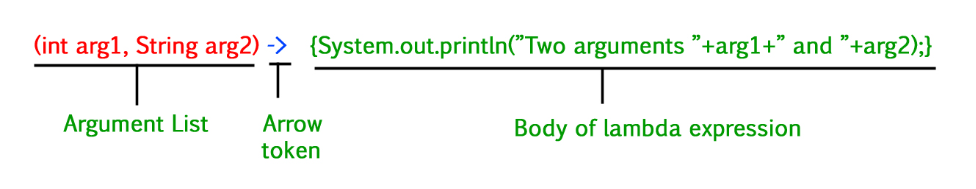 (int arg1, String arg2) -> {System.out.println("Two arguments "+arg1+" and "+arg2);}
Argument List
Arrow
token
Body of lambda expression